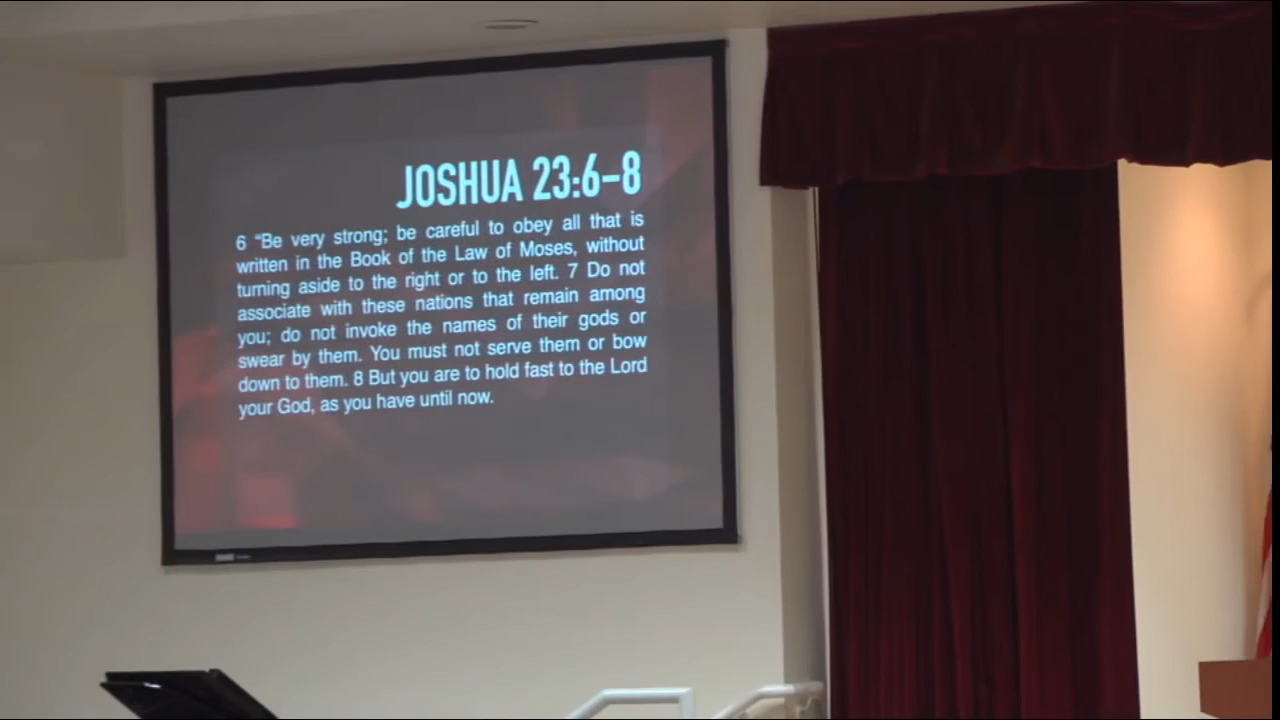 JOSHUA 23:6-8
6 “Be very strong; be careful to obey all that is
written in the Book of the Law of Moses, without
turning aside to the right or to the left. 7 Do not
associate with these nations that remain among
you; do not invoke the names of their gods or
swear by them. You must not serve them or bow
down to them. 8 But you are to hold fast to the Lord
your God, as you have until now.